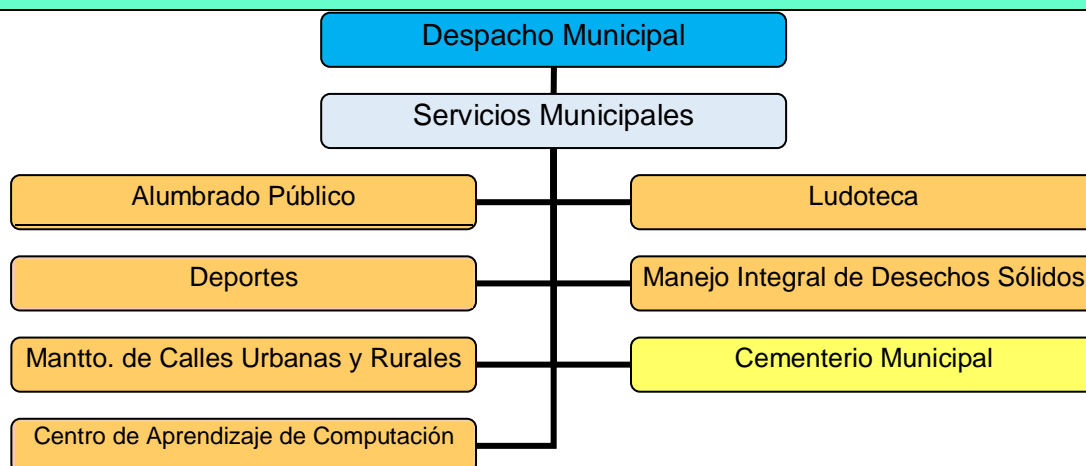 Despacho Municipal
Servicios Municipales
Alumbrado Público
Ludoteca
Deportes
Manejo Integral de Desechos Sólidos
Mantto. de Calles Urbanas y Rurales
Cementerio Municipal
Centro de Aprendizaje de Computación